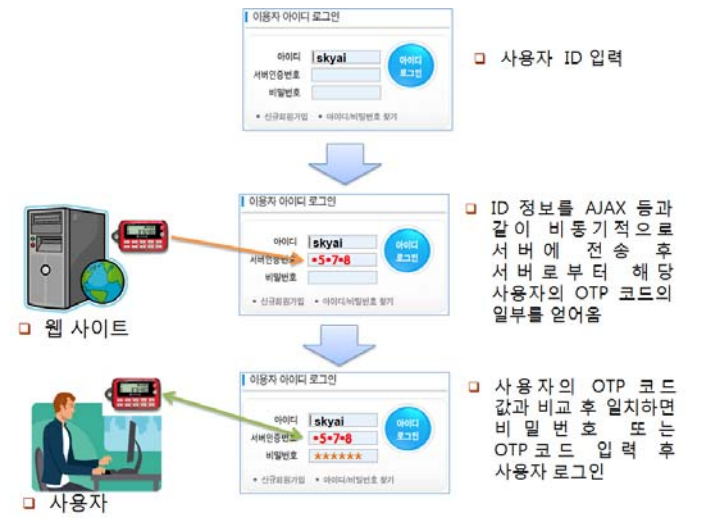 이용자 아이디 로그인
아이디
skyai
서버인증번호
비밀번호
아이디
로그인
• 신규회원가입 • 아이디/비밀번호 찾기
사용자 ID 입력
이용자 아이디 로그인
아이디
skyai
서버인증번호
*5*7*8
비밀번호
아이디
로그인
• 신규회원가입 • 아이디/비밀번호 찾기
웹 사이트
ID 정보를 AJAX 등과
같이 비동기적으로
서버에 전송 후
서버로부터 해당
사용자의 OTP 코드의
일부를 얻어옴
이용자 아이디 로그인
아이디
skyai
서버인증번호
*5*7*8
비밀번호
******
아이디
로그인
• 신규회원가입 • 아이디/비밀번호 찾기
사용자
사용자의 OTP 코드
값과 비교 후 일치하면
비밀번호 또는
OTP 코드 입력 후
사용자 로그인